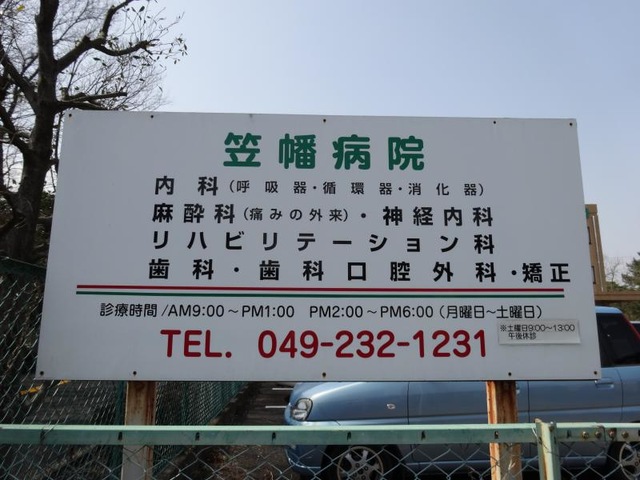 笠幡病院
内科（呼吸器・循環器・消化器）
麻酔科（痛みの外来）・神経内科
リハビリテーション科
歯科・歯科口腔外科・矯正
診療時間/AM9:00～PM1:00 PM2:00～PM6:00（月曜日～土曜日）
※土曜日9:00～13:00
午後休診
TEL. 049-232-1231